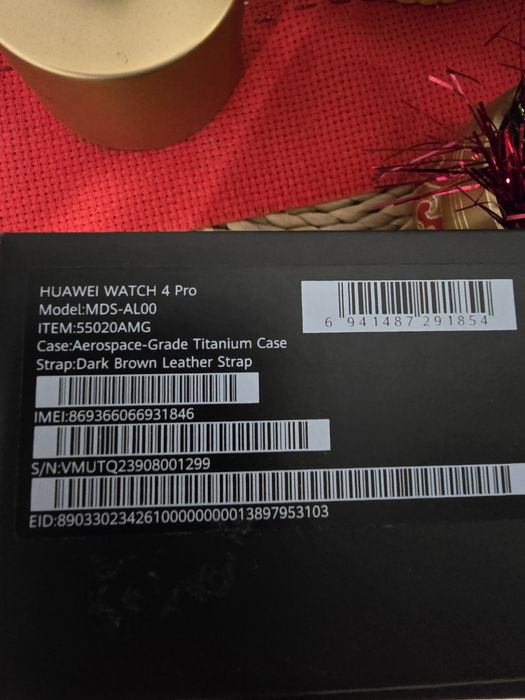 HUAWEI WATCH 4 Pro
Model:MDS-AL00
ITEM:55020AMG
Case:Aerospace-Grade Titanium Case
Strap:Dark Brown Leather Strap
6 941487 291854
IMEI:869366066931846
S/N:VMUTQ23908001299
EID:89033023426100000000013897953103